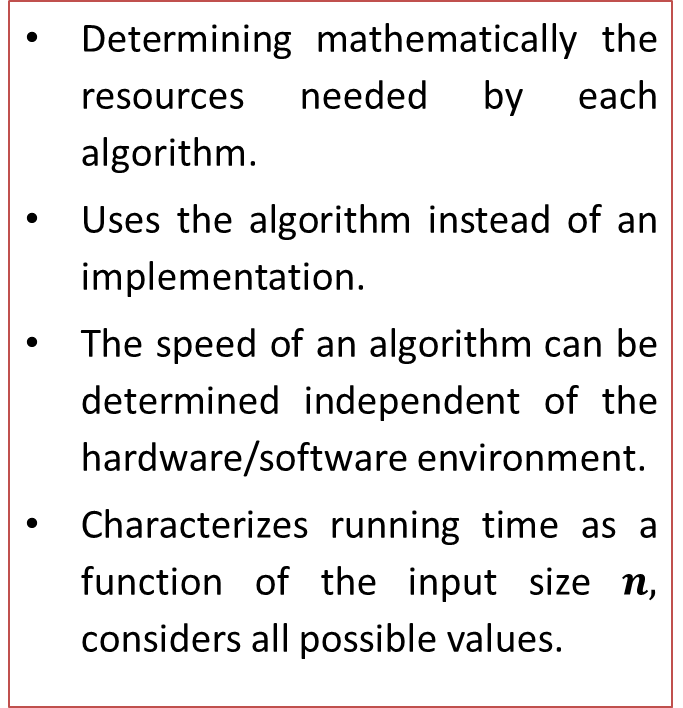 • Determining mathematically the
resources needed by each
algorithm.
• Uses the algorithm instead of an
implementation.
• The speed of an algorithm can be
determined independent of the
hardware/software environment.
• Characterizes running time as a
function of the input size n,
considers all possible values.